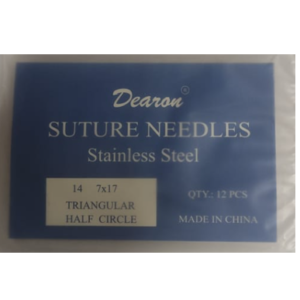 Dearon®
SUTURE NEEDLES
Stainless Steel
14 7x17
TRIANGULAR
HALF CIRCLE
QTY.: 12 PCS
MADE IN CHINA